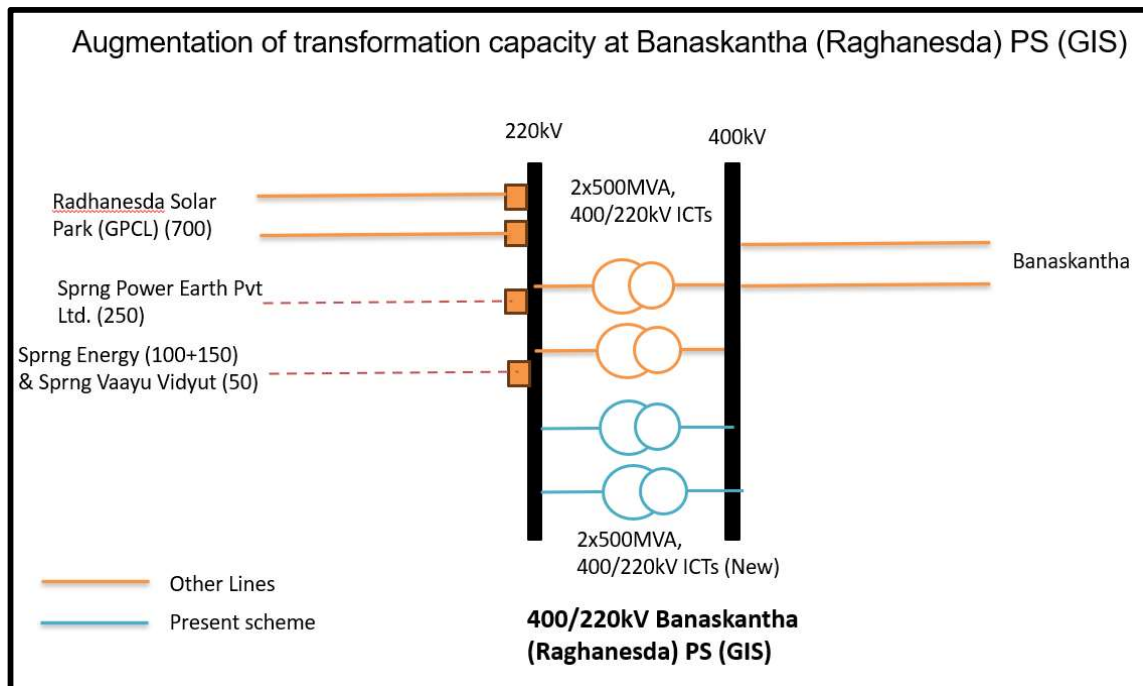 Augmentation of transformation capacity at Banaskantha (Raghanesda) PS (GIS)
220kV
400kV
2x500MVA,
400/220kV ICTs
Radhanesda Solar
Park (GPCL) (700)
Banaskantha
Sprng Power Earth Pvt
Ltd. (250)
Sprng Energy (100+150)
& Sprng Vaayu Vidyut (50)
2x500MVA,
400/220kV ICTs (New)
Other Lines
Present scheme
400/220kV Banaskantha
(Raghanesda) PS (GIS)